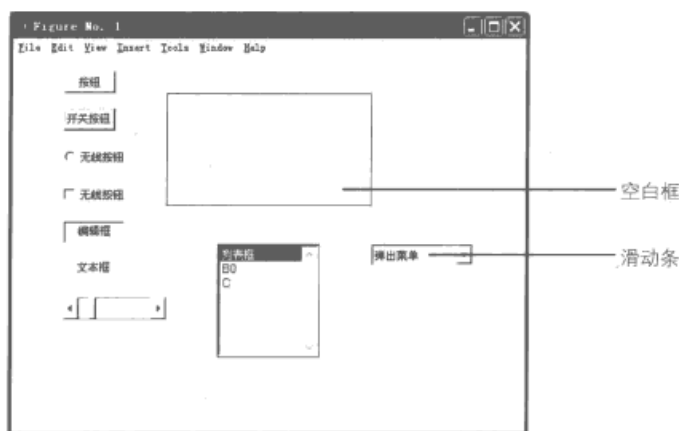 Figure No. 1
File Edit View Insert Tools Window Help
按钮
开关按钮
无线按钮
无线按钮
编辑框
文本框
列表框
B0
C
弹出菜单
空白框
滑动条